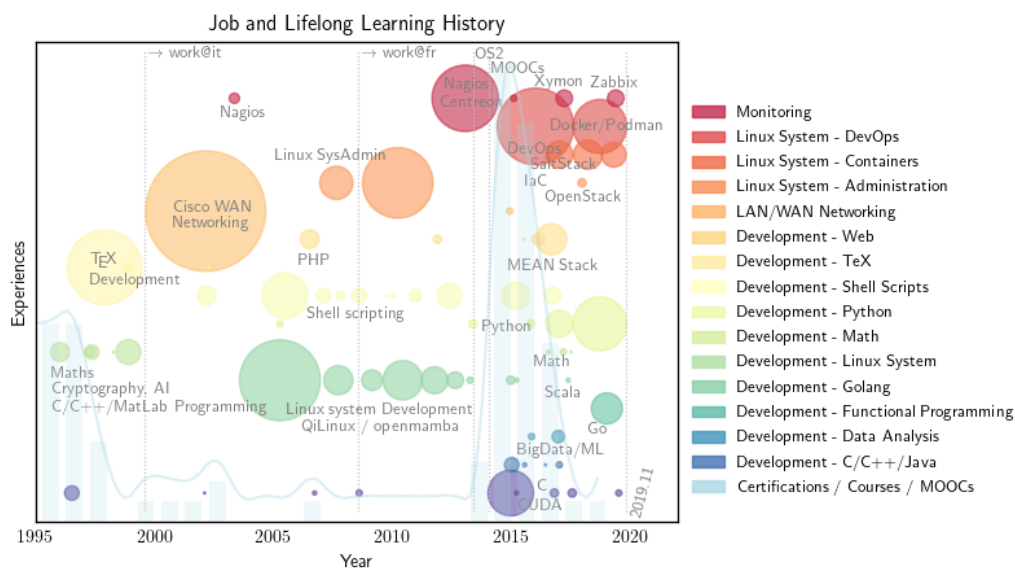 Job and Lifelong Learning History
→ work@it
→ work@fr
OS2
MOOCs
Nagios
Centreon
Xymon
Zabbix
Nagios
Docker/Podman
DevOps
Linux SysAdmin
SaltStack
IaC
OpenStack
Cisco WAN
Networking
TEX
Development
PHP
MEAN Stack
Shell scripting
Python
Math
Maths
Cryptography, AI
C/C++/MatLab Programming
Scala
Linux system Development
QiLinux / openmamba
Go
BigData/ML
C
CUDA
2019.11
Experiences
1995
2000
2005
2010
2015
2020
Year
Monitoring
Linux System - DevOps
Linux System - Containers
Linux System - Administration
LAN/WAN Networking
Development - Web
Development - TeX
Development - Shell Scripts
Development - Python
Development - Math
Development - Linux System
Development - Golang
Development - Functional Programming
Development - Data Analysis
Development - C/C++/Java
Certifications / Courses / MOOCs